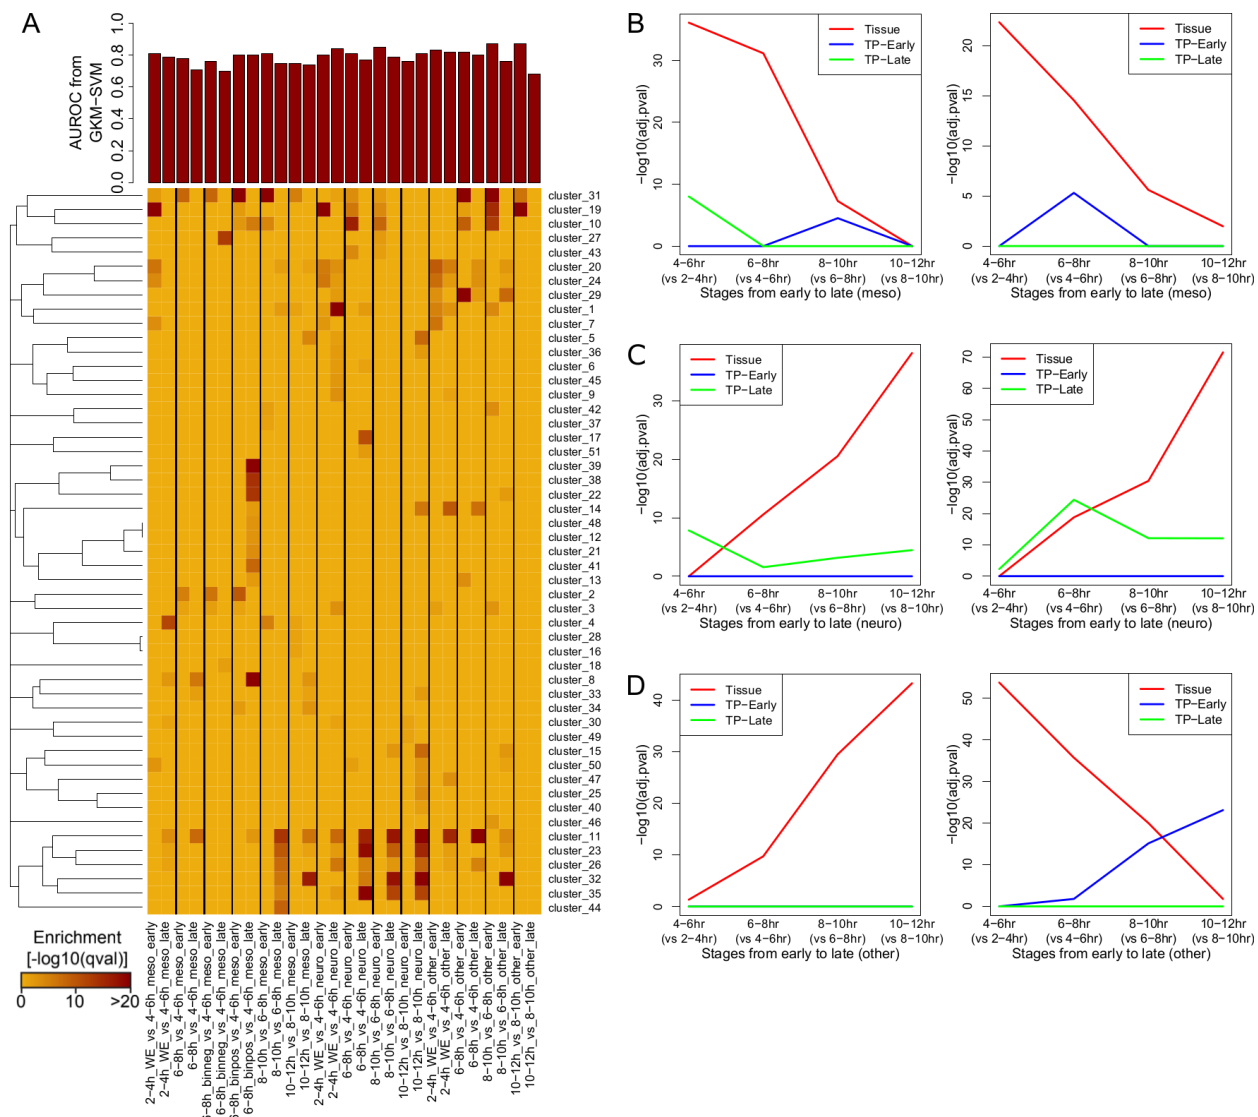 A
AUROC from
GKM−SVM
0.0
0.2
0.4
0.6
0.8
1.0
cluster_31
cluster_19
cluster_10
cluster_27
cluster_43
cluster_20
cluster_24
cluster_29
cluster_1
cluster_7
cluster_5
cluster_36
cluster_6
cluster_45
cluster_9
cluster_42
cluster_37
cluster_17
cluster_51
cluster_39
cluster_38
cluster_22
cluster_14
cluster_48
cluster_12
cluster_21
cluster_41
cluster_13
cluster_2
cluster_3
cluster_4
cluster_28
cluster_16
cluster_18
cluster_8
cluster_33
cluster_34
cluster_30
cluster_49
cluster_15
cluster_50
cluster_47
cluster_25
cluster_40
cluster_46
cluster_11
cluster_23
cluster_26
cluster_32
cluster_35
cluster_44
Enrichment
[-log10(qval)]
0 10 >20
2−4h_WE_vs_4−6h_meso_early
2−4h_WE_vs_4−6h_meso_late
6−8h_vs_4−6h_meso_early
6−8h_vs_4−6h_meso_late
6−8h_binneg_vs_4−6h_meso_early
6−8h_binneg_vs_4−6h_meso_late
6−8h_binpos_vs_4−6h_meso_early
6−8h_binpos_vs_4−6h_meso_late
8−10h_vs_6−8h_meso_early
8−10h_vs_6−8h_meso_late
10−12h_vs_8−10h_meso_early
10−12h_vs_8−10h_meso_late
2−4h_WE_vs_4−6h_neuro_early
2−4h_WE_vs_4−6h_neuro_late
6−8h_vs_4−6h_neuro_early
6−8h_vs_4−6h_neuro_late
8−10h_vs_6−8h_neuro_early
8−10h_vs_6−8h_neuro_late
10−12h_vs_8−10h_neuro_early
10−12h_vs_8−10h_neuro_late
2−4h_WE_vs_4−6h_other_early
2−4h_WE_vs_4−6h_other_late
6−8h_vs_4−6h_other_early
6−8h_vs_4−6h_other_late
8−10h_vs_6−8h_other_early
8−10h_vs_6−8h_other_late
10−12h_vs_8−10h_other_early
10−12h_vs_8−10h_other_late
B
Tissue
TP−Early
TP−Late
−log10(adj.pval)
0
10
20
30
4−6hr 6−8hr 8−10hr 10−12hr
(vs 2−4hr) (vs 4−6hr) (vs 6−8hr) (vs 8−10hr)
Stages from early to late (meso)
Tissue
TP−Early
TP−Late
−log10(adj.pval)
0
5
10
15
20
4−6hr 6−8hr 8−10hr 10−12hr
(vs 2−4hr) (vs 4−6hr) (vs 6−8hr) (vs 8−10hr)
Stages from early to late (meso)
C
Tissue
TP−Early
TP−Late
−log10(adj.pval)
0
10
20
30
4−6hr 6−8hr 8−10hr 10−12hr
(vs 2−4hr) (vs 4−6hr) (vs 6−8hr) (vs 8−10hr)
Stages from early to late (neuro)
Tissue
TP−Early
TP−Late
−log10(adj.pval)
0
10
20
30
40
50
60
70
4−6hr 6−8hr 8−10hr 10−12hr
(vs 2−4hr) (vs 4−6hr) (vs 6−8hr) (vs 8−10hr)
Stages from early to late (neuro)
D
Tissue
TP−Early
TP−Late
−log10(adj.pval)
0
10
20
30
40
4−6hr 6−8hr 8−10hr 10−12hr
(vs 2−4hr) (vs 4−6hr) (vs 6−8hr) (vs 8−10hr)
Stages from early to late (other)
Tissue
TP−Early
TP−Late
−log10(adj.pval)
0
10
20
30
40
50
4−6hr 6−8hr 8−10hr 10−12hr
(vs 2−4hr) (vs 4−6hr) (vs 6−8hr) (vs 8−10hr)
Stages from early to late (other)